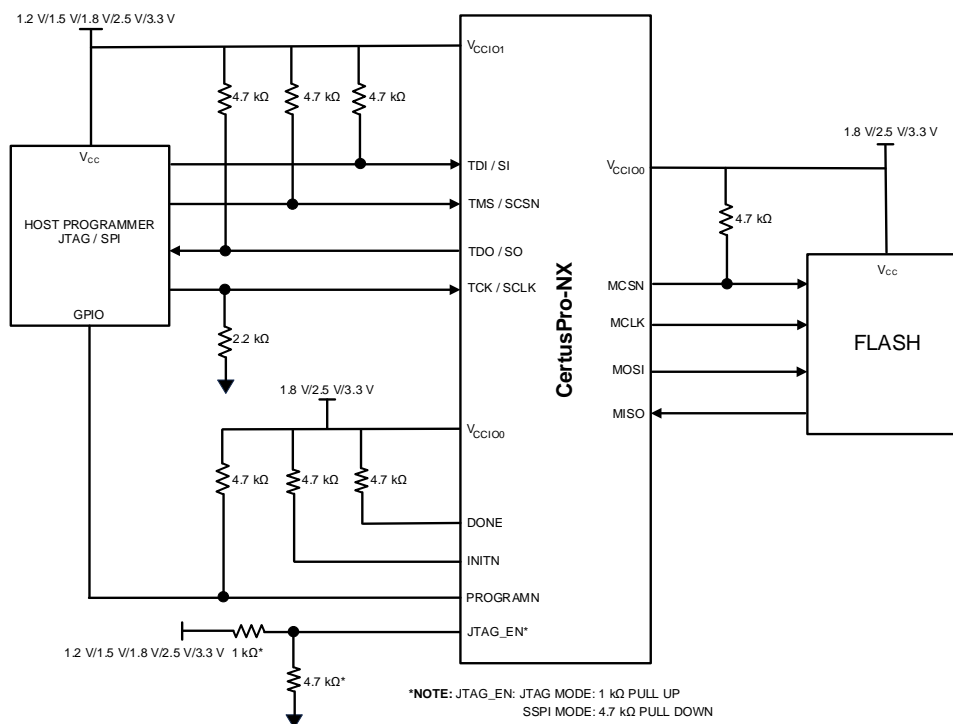 1.2 V/1.5 V/1.8 V/2.5 V/3.3 V
VCCIO1
4.7 kΩ
4.7 kΩ
4.7 kΩ
1.8 V/2.5 V/3.3 V
VCC
TDI / SI
VCCIO0
TMS / SCSN
4.7 kΩ
HOST PROGRAMMER
JTAG / SPI
TDO / SO
VCC
TCK / SCLK
MCSN
GPIO
CertusPro-NX
MCLK
FLASH
2.2 kΩ
MOSI
1.8 V/2.5 V/3.3 V
MISO
VCCIO0
4.7 kΩ
4.7 kΩ
4.7 kΩ
DONE
INITN
PROGRAMN
JTAG_EN*
1.2 V/1.5 V/1.8 V/2.5 V/3.3 V
1 kΩ*
4.7 kΩ*
*NOTE: JTAG_EN: JTAG MODE: 1 kΩ PULL UP
SSPI MODE: 4.7 kΩ PULL DOWN